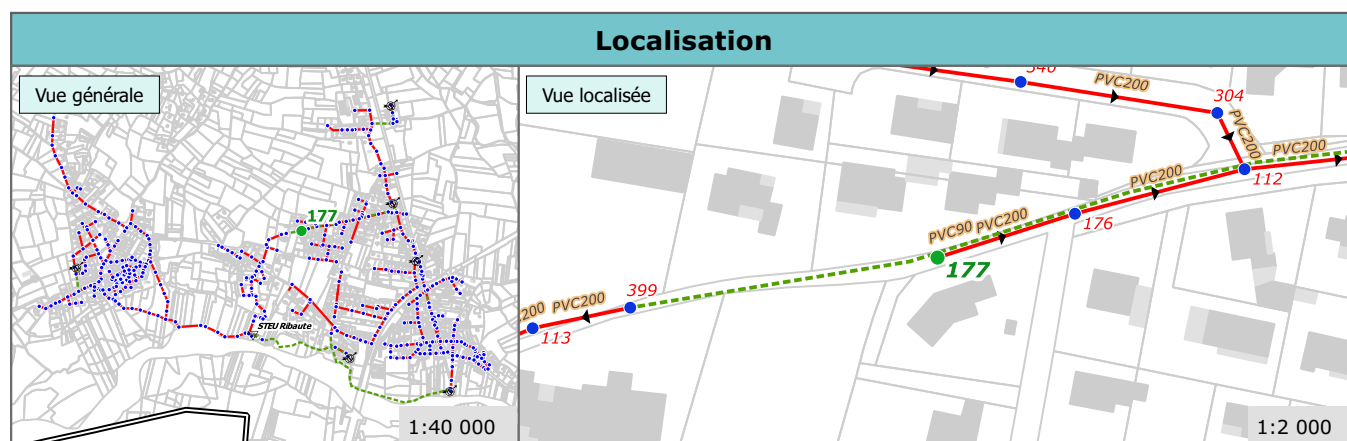 Localisation
Vue générale
177
STEU Ribaute
1:40 000
Vue localisée
340
PVC200
304
PVC200
PVC200
112
PVC200
176
PVC90
PVC200
177
399
PVC200
200
113
1:2 000